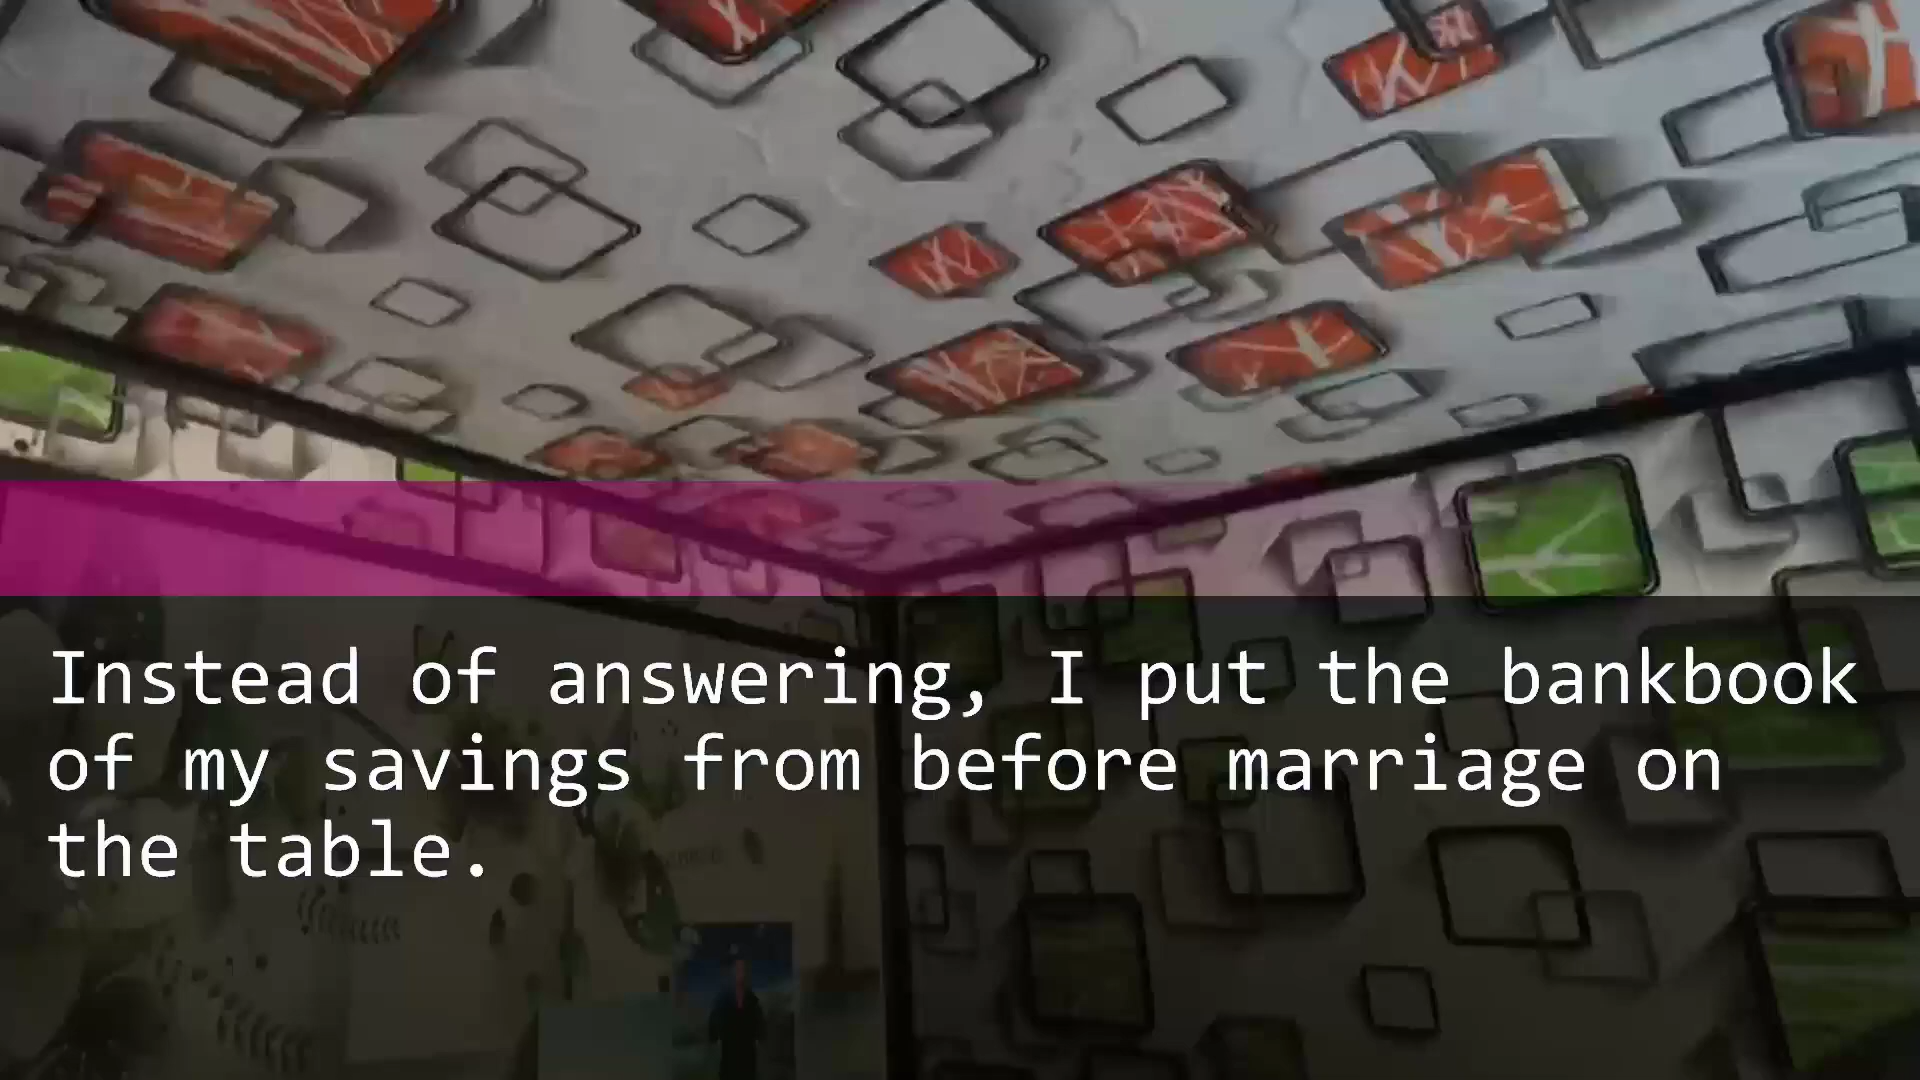 Instead of answering, I put the bankbook
of my savings from before marriage on
the table.